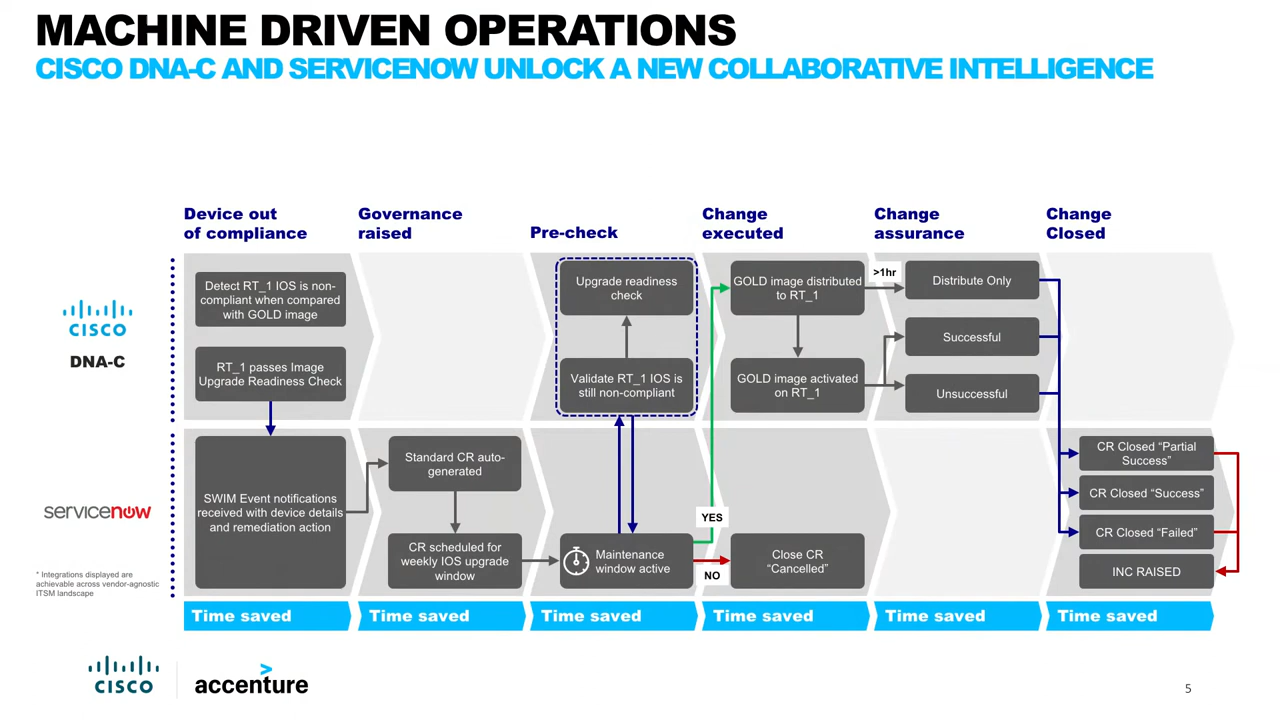 MACHINE DRIVEN OPERATIONS
CISCO DNA-C AND SERVICENOW UNLOCK A NEW COLLABORATIVE INTELLIGENCE
Device out
of compliance
Governance
raised
Pre-check
Change
executed
Change
assurance
Change
Closed
CISCO
DNA-C
Detect RT_1 IOS is non-
compliant when compared
with GOLD image
RT_1 passes Image
Upgrade Readiness Check
Upgrade readiness
check
Validate RT_1 IOS is
still non-compliant
GOLD image distributed
to RT_1
>1hr
GOLD image activated
on RT_1
Distribute Only
Successful
Unsuccessful
servicenow
* Integrations displayed are
achievable across vendor-agnostic
ITSM landscape
SWIM Event notifications
received with device details
and remediation action
Standard CR auto-
generated
CR scheduled for
weekly IOS upgrade
window
Maintenance
window active
YES
NO
Close CR
“Cancelled”
CR Closed “Partial
Success”
CR Closed “Success”
CR Closed “Failed”
INC RAISED
Time saved
Time saved
Time saved
Time saved
Time saved
Time saved
CISCO
accenture
5